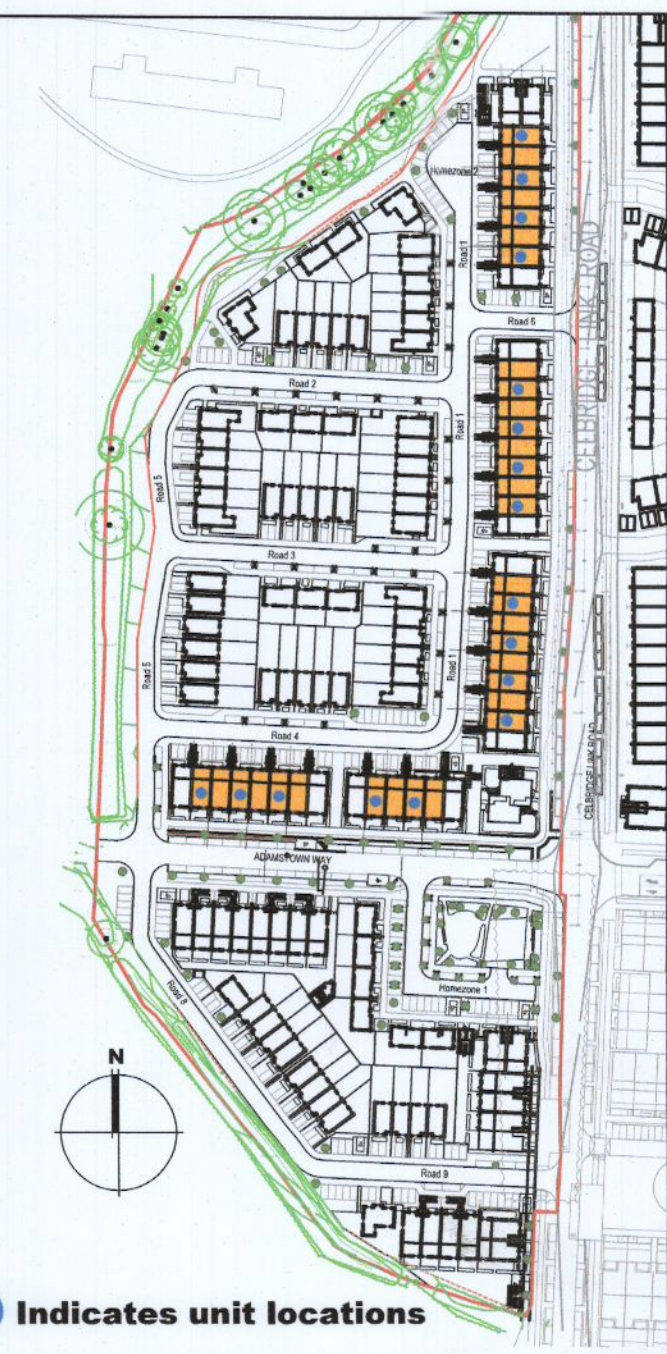 Homezone 2
Road 1
CELBRIDGE LINK ROAD
Road 6
Road 2
Road 1
Road 5
Road 3
Road 5
Road 1
Road 4
CELBRIDGE LINK ROAD
ADAMSTOWN WAY
Homezone 1
Road 8
N
Road 9
Indicates unit locations